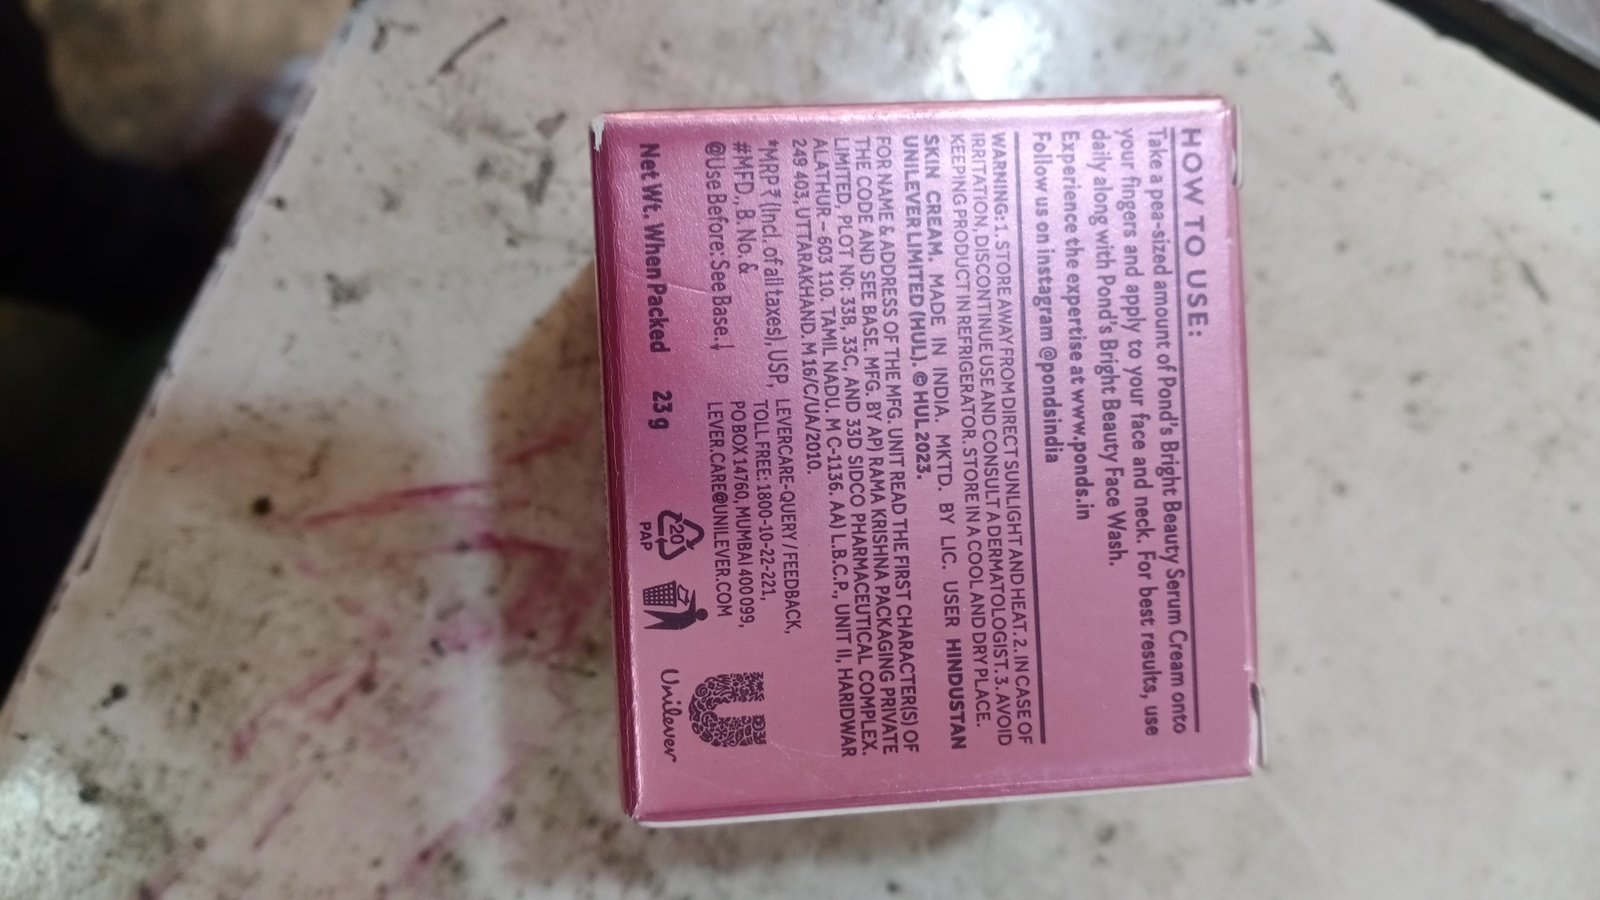 HOW TO USE:
Take a pea-sized amount of Pond's Bright Beauty Serum Cream onto
your fingers and apply to your face and neck. For best results, use
daily along with Pond's Bright Beauty Face Wash.
Experience the expertise at www.ponds.in
Follow us on instagram @pondsindia
WARNING: 1. STORE AWAY FROM DIRECT SUNLIGHT AND HEAT. 2. IN CASE OF
IRRITATION, DISCONTINUE USE AND CONSULT A DERMATOLOGIST. 3. AVOID
KEEPING PRODUCT IN REFRIGERATOR. STORE IN A COOL AND DRY PLACE.
SKIN CREAM. MADE IN INDIA. MKTD. BY LIC. USER HINDUSTAN
UNILEVER LIMITED (HUL). © HUL 2023.
FOR NAME & ADDRESS OF THE MFG. UNIT READ THE FIRST CHARACTER(S) OF
THE CODE AND SEE BASE. MFG. BY AP) RAMA KRISHNA PACKAGING PRIVATE
LIMITED, PLOT NO: 33B, 33C, AND 33D SIDCO PHARMACEUTICAL COMPLEX.
ALATHUR – 603 110. TAMIL NADU. M C-1136. AA) L.B.C.P., UNIT II, HARIDWAR
249 403, UTTARAKHAND. M 16/C/UA/2010.
*MRP ₹ (Incl. of all taxes), USP,
#MFD., B. No. &
@Use Before: See Base.↓
LEVERCARE-QUERY / FEEDBACK,
TOLL FREE: 1800-10-22-221,
PO BOX 14760, MUMBAI 400 099,
LEVER.CARE@UNILEVER.COM
Net Wt. When Packed 23 g
20
PAP
Unilever